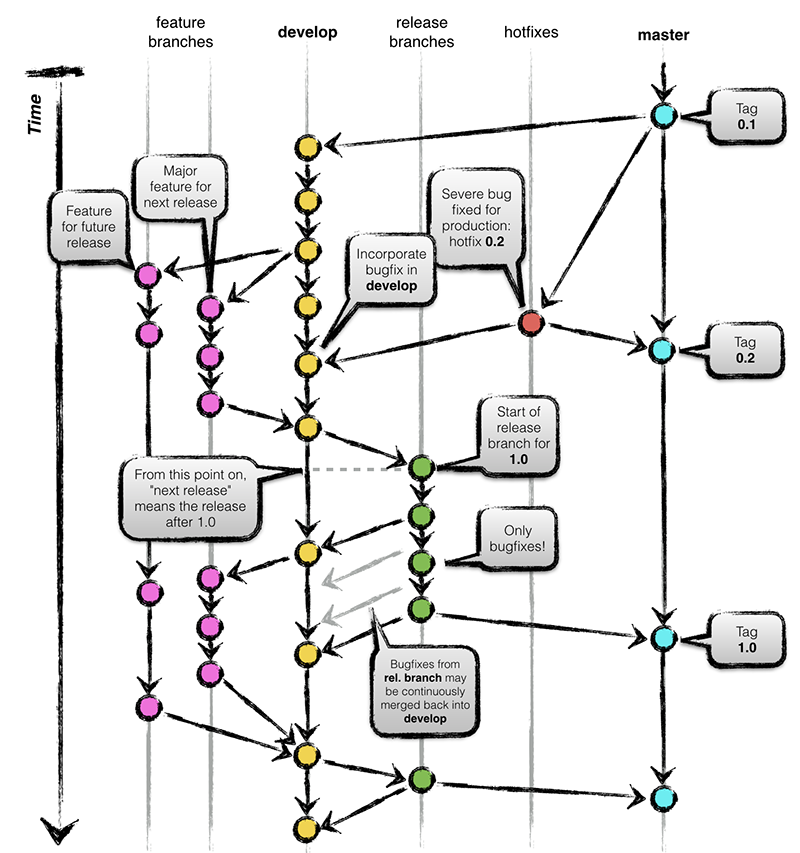 feature
branches
develop
release
branches
hotfixes
master
Time
Tag
0.1
Major
feature for
next release
Feature
for future
release
Severe bug
fixed for
production:
hotfix 0.2
Incorporate
bugfix in
develop
Tag
0.2
Start of
release
branch for
1.0
From this point on,
"next release"
means the release
after 1.0
Only
bugfixes!
Tag
1.0
Bugfixes from
rel. branch may
be continuously
merged back into
develop